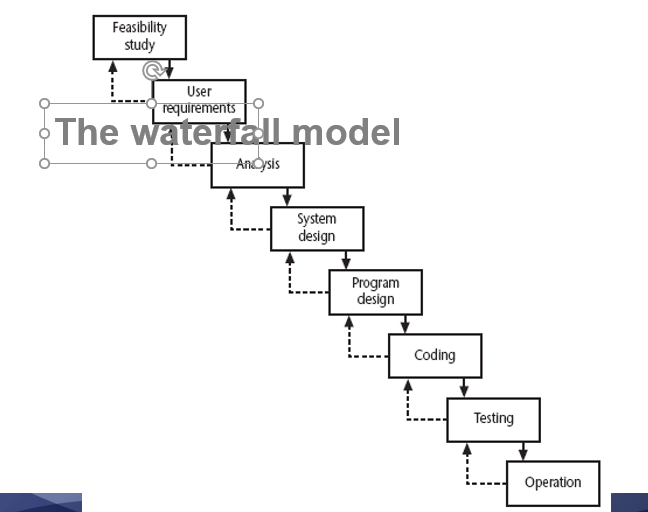 Feasibility
study
User
requirements
The waterfall model
Analysis
System
design
Program
design
Coding
Testing
Operation